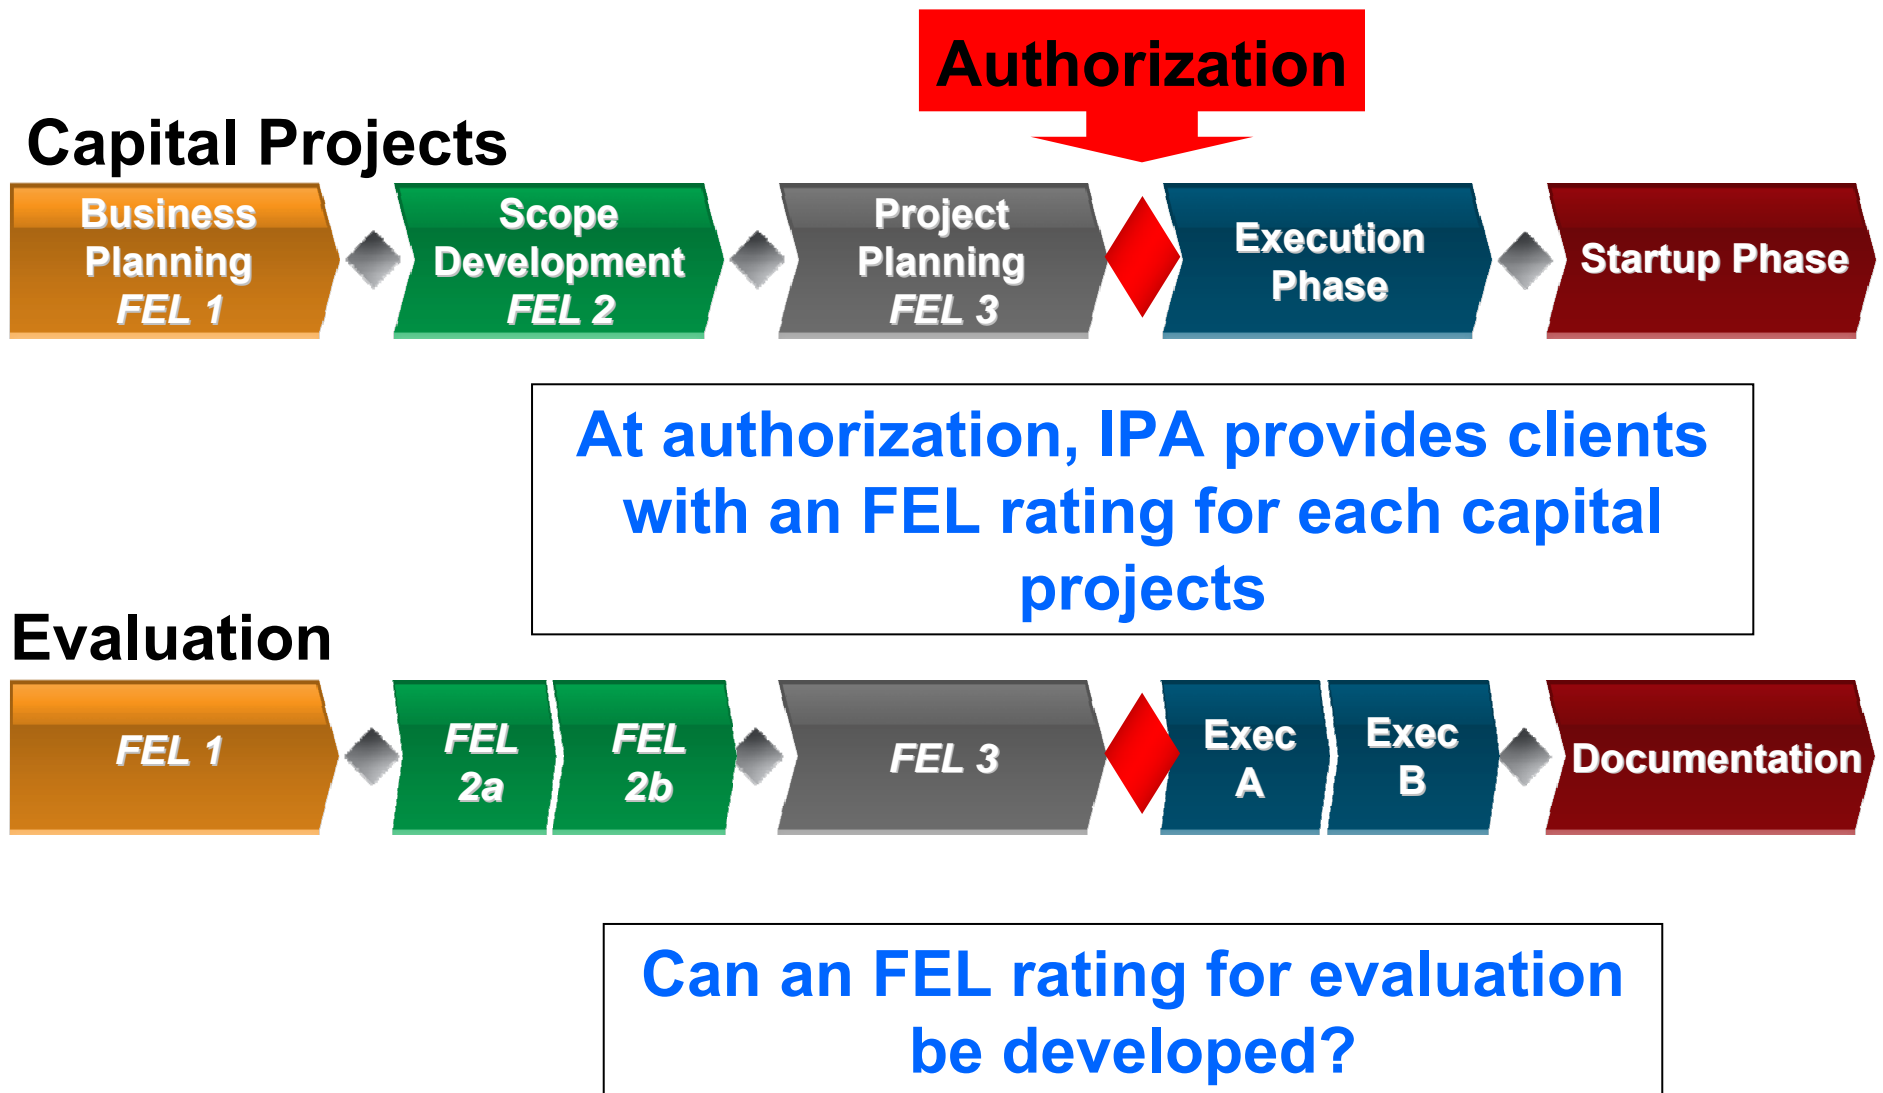 Authorization
Capital Projects
Business
Planning
FEL 1
Scope
Development
FEL 2
Project
Planning
FEL 3
Execution
Phase
Startup Phase
At authorization, IPA provides clients
with an FEL rating for each capital
projects
Evaluation
FEL 1
FEL
2a
FEL
2b
FEL 3
Exec
A
Exec
B
Documentation
Can an FEL rating for evaluation
be developed?